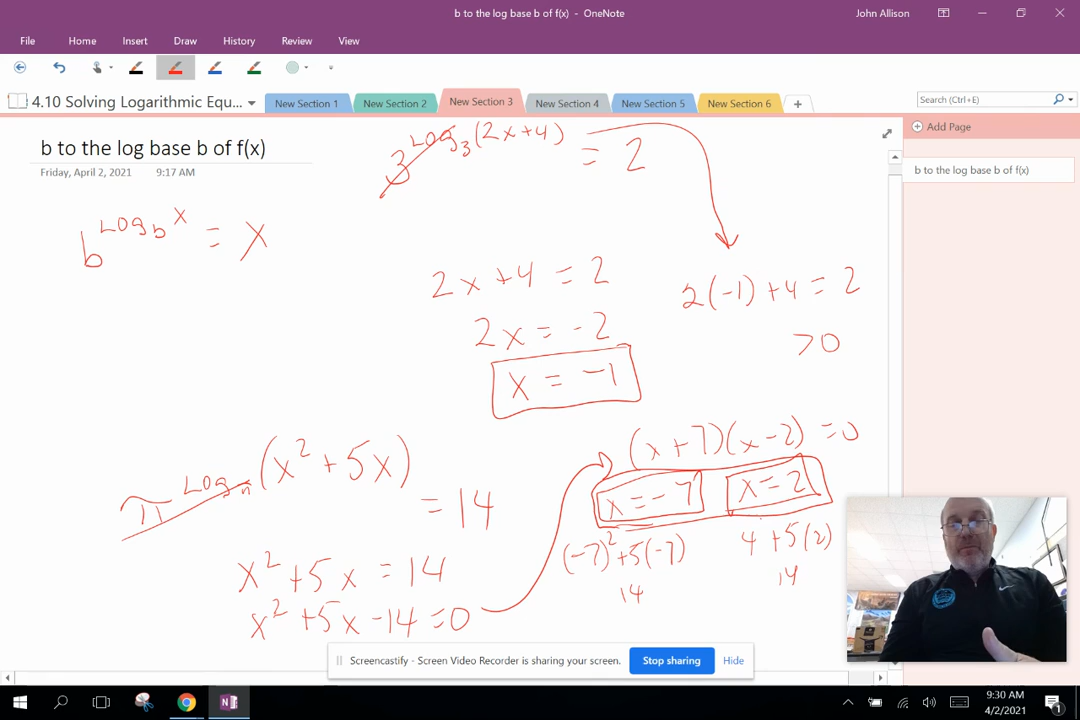 b to the log base b of f(x) - OneNote
John Allison
File Home Insert Draw History Review View
4.10 Solving Logarithmic Equ...
New Section 1 New Section 2 New Section 3 New Section 4 New Section 5 New Section 6 +
Search (Ctrl+E)
Add Page
b to the log base b of f(x)
b to the log base b of f(x)
Friday, April 2, 2021 9:17 AM
3^Log₃(2x+4) = 2
b^Log_b x = x
2x+4 = 2
2x = -2
x = -1
2(-1)+4 = 2
>0
π^Log_π(x²+5x) = 14
x²+5x = 14
x²+5x-14=0
(x+7)(x-2)=0
x=-7 x=2
(-7)²+5(-7)
14
4+5(2)
14
Screencastify - Screen Video Recorder is sharing your screen.
Stop sharing
Hide
9:30 AM
4/2/2021
1